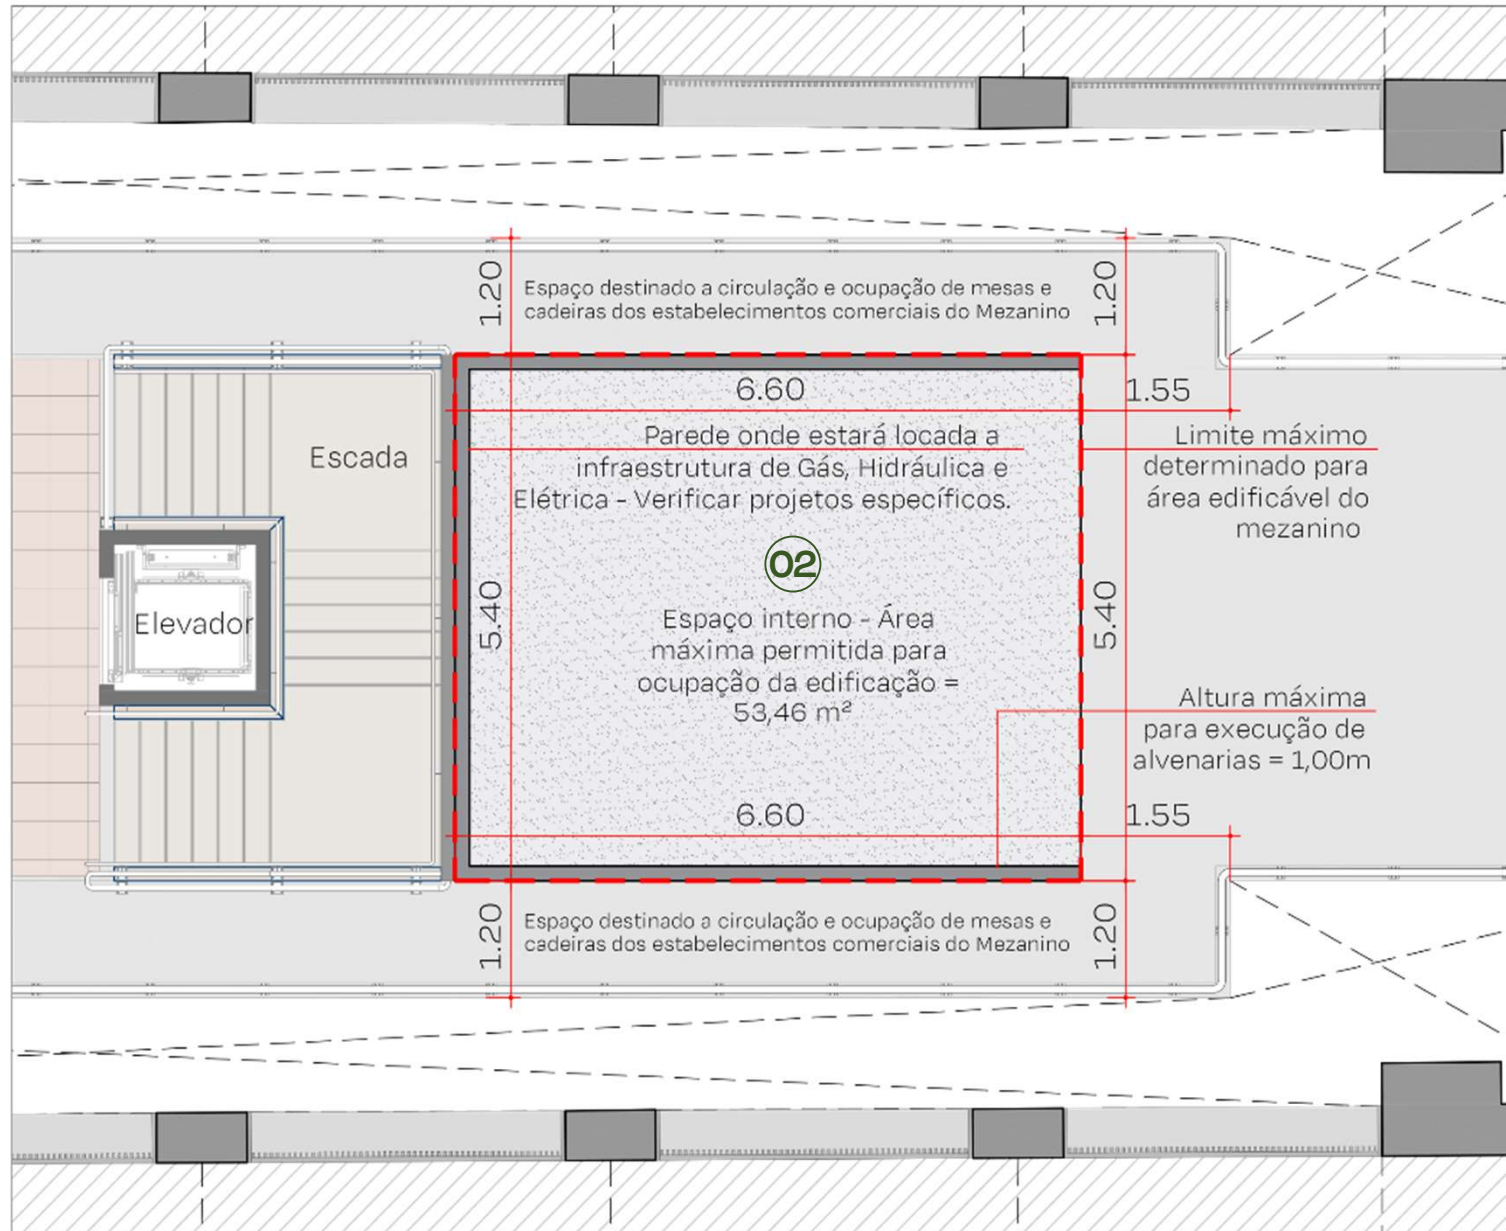 1.20
Espaço destinado a circulação e ocupação de mesas e
cadeiras dos estabelecimentos comerciais do Mezanino
1.20
6.60
1.55
Escada
Parede onde estará locada a
infraestrutura de Gás, Hidráulica e
Elétrica - Verificar projetos específicos.
Limite máximo
determinado para
área edificável do
mezanino
02
Elevador
5.40
Espaço interno - Área
máxima permitida para
ocupação da edificação =
53,46 m²
5.40
Altura máxima
para execução de
alvenarias = 1,00m
6.60
1.55
1.20
Espaço destinado a circulação e ocupação de mesas e
cadeiras dos estabelecimentos comerciais do Mezanino
1.20